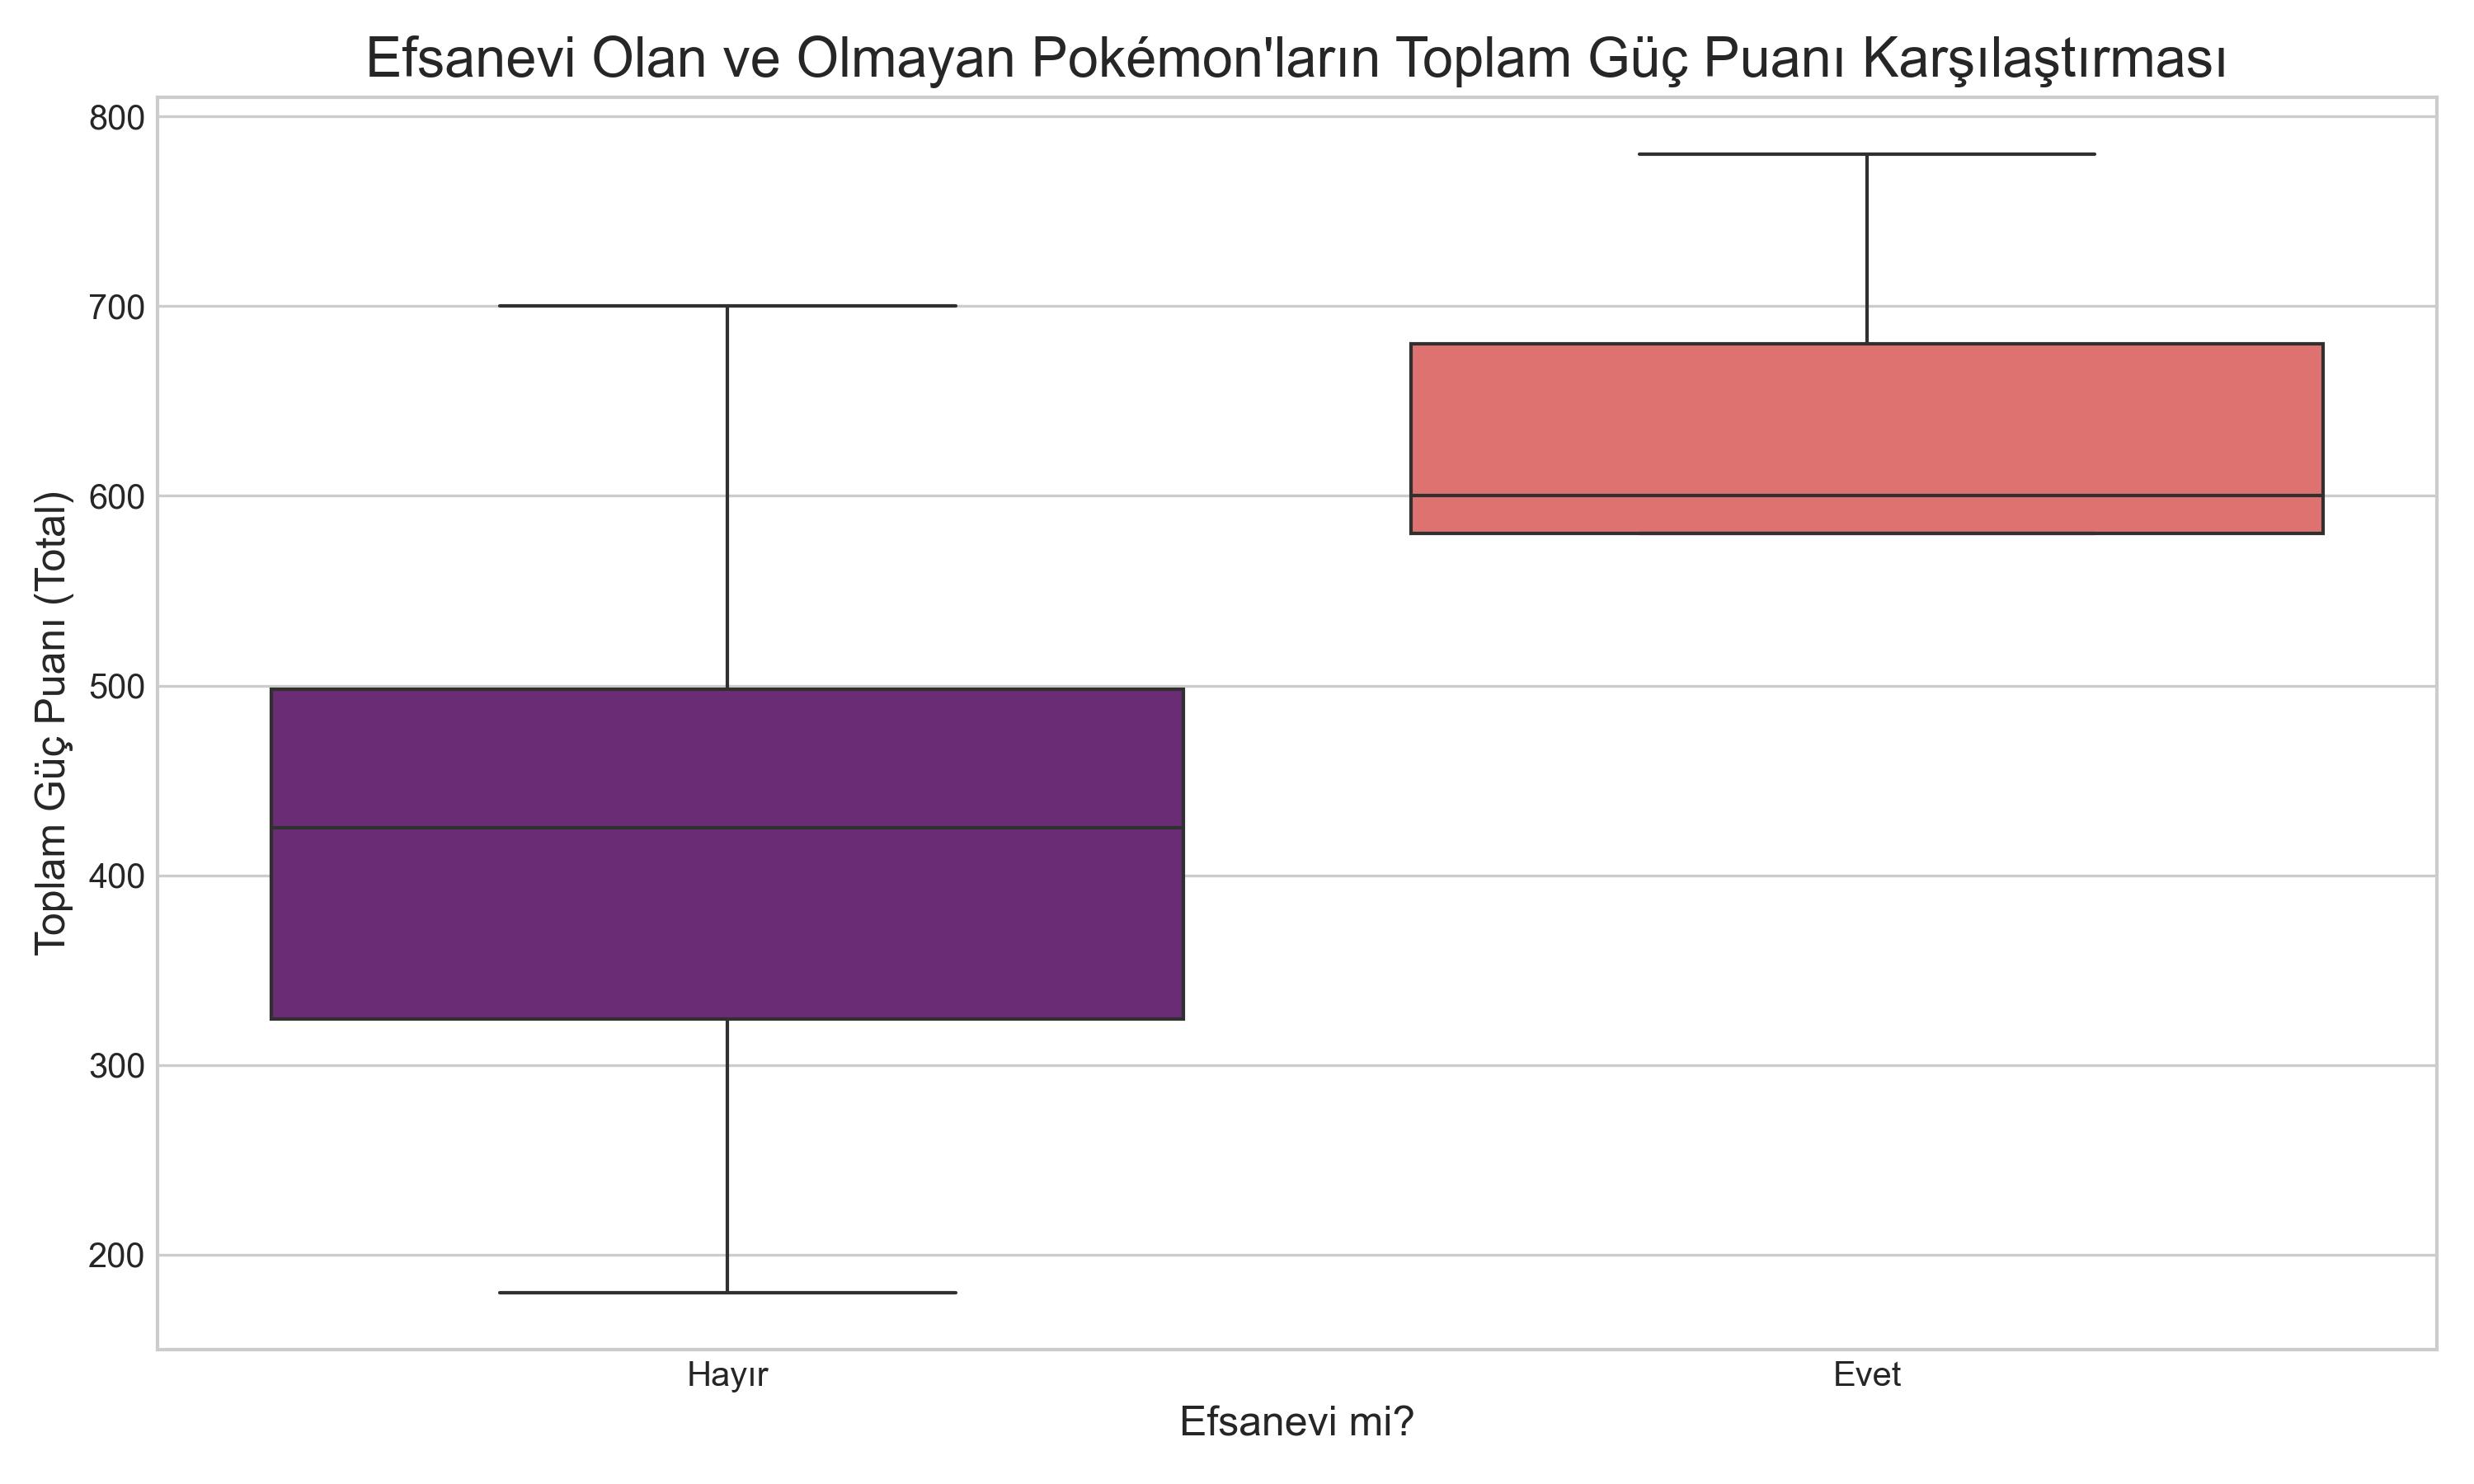 Efsanevi Olan ve Olmayan Pokémon'ların Toplam Güç Puanı Karşılaştırması
Toplam Güç Puanı (Total)
800
700
600
500
400
300
200
Hayır
Evet
Efsanevi mi?